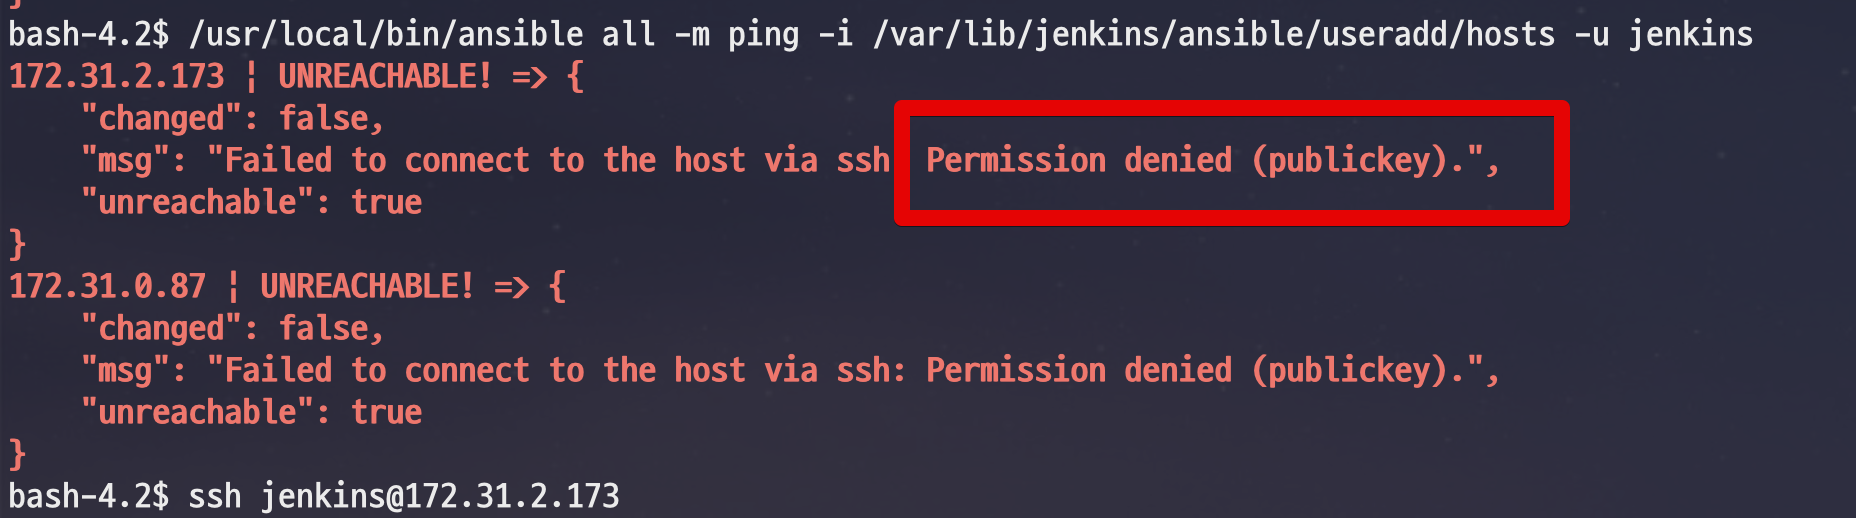 }
bash-4.2$ /usr/local/bin/ansible all -m ping -i /var/lib/jenkins/ansible/useradd/hosts -u jenkins
172.31.2.173 | UNREACHABLE! => {
    "changed": false,
    "msg": "Failed to connect to the host via ssh: Permission denied (publickey).",
    "unreachable": true
}
172.31.0.87 | UNREACHABLE! => {
    "changed": false,
    "msg": "Failed to connect to the host via ssh: Permission denied (publickey).",
    "unreachable": true
}
bash-4.2$ ssh jenkins@172.31.2.173